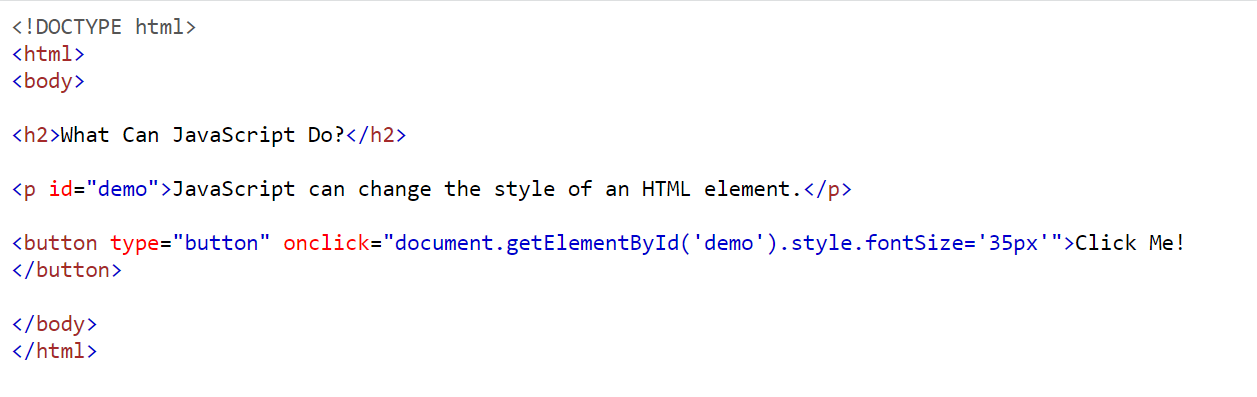 <!DOCTYPE html>
<html>
<body>
<h2>What Can JavaScript Do?</h2>
<p id="demo">JavaScript can change the style of an HTML element.</p>
<button type="button" onclick="document.getElementById('demo').style.fontSize='35px'">Click Me!
</button>
</body>
</html>